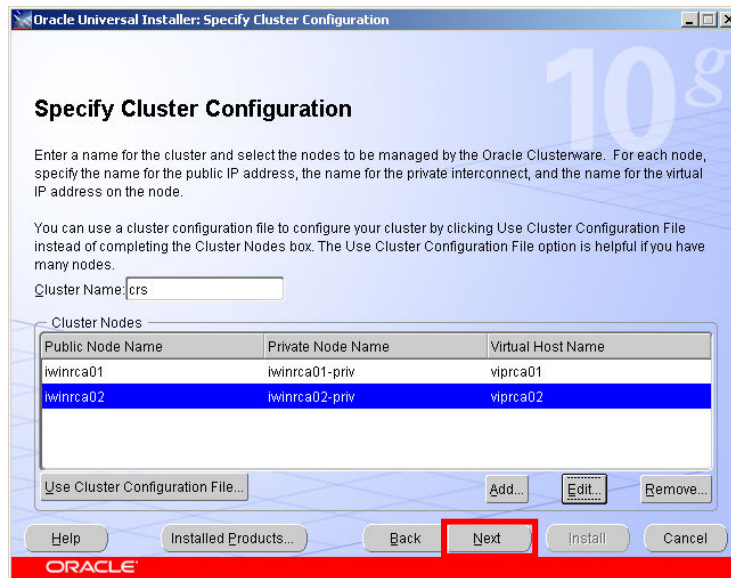 Oracle Universal Installer: Specify Cluster Configuration
10g
Specify Cluster Configuration
Enter a name for the cluster and select the nodes to be managed by the Oracle Clusterware. For each node,
specify the name for the public IP address, the name for the private interconnect, and the name for the virtual
IP address on the node.
You can use a cluster configuration file to configure your cluster by clicking Use Cluster Configuration File
instead of completing the Cluster Nodes box. The Use Cluster Configuration File option is helpful if you have
many nodes.
Cluster Name: crs
Cluster Nodes
Public Node Name Private Node Name Virtual Host Name
iwinrca01 iwinrca01-priv viprca01
iwinrca02 iwinrca02-priv viprca02
Use Cluster Configuration File... Add... Edit... Remove...
Help Installed Products... Back Next Install Cancel
ORACLE